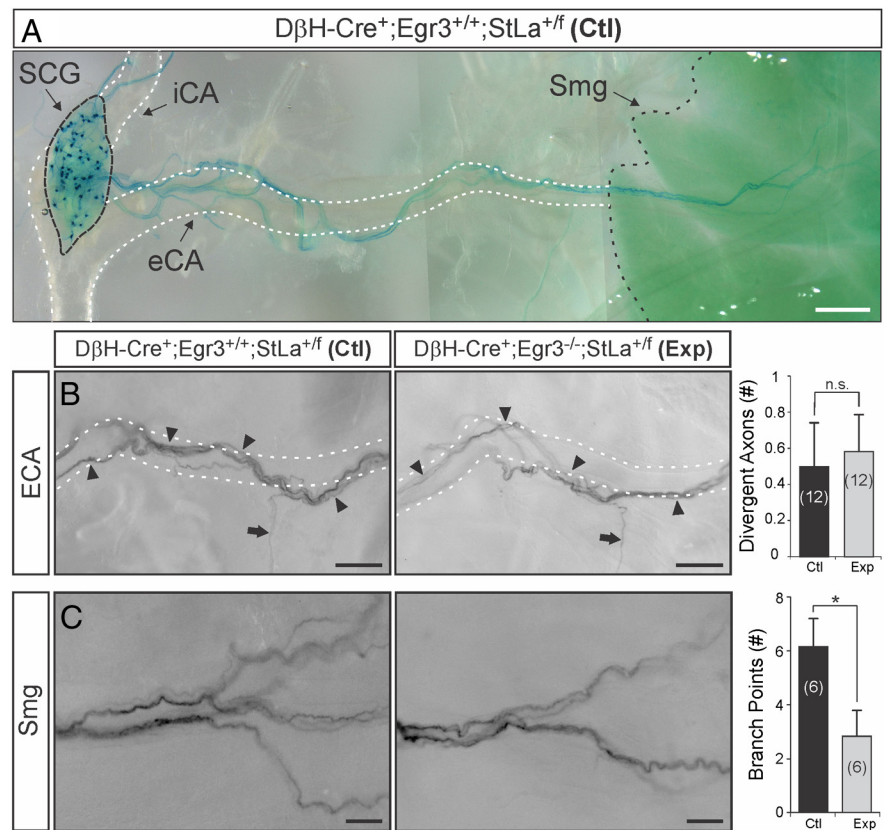 A
DβH-Cre+;Egr3+/+;StLa+/f (Ctl)
SCG
iCA
Smg
eCA
DβH-Cre+;Egr3+/+;StLa+/f (Ctl)
DβH-Cre+;Egr3-/-;StLa+/f (Exp)
ECA
B
Divergent Axons (#)
1
0.8
0.6
0.4
0.2
0
n.s.
(12)
(12)
Ctl
Exp
Smg
C
Branch Points (#)
8
6
4
2
0
*
(6)
(6)
Ctl
Exp